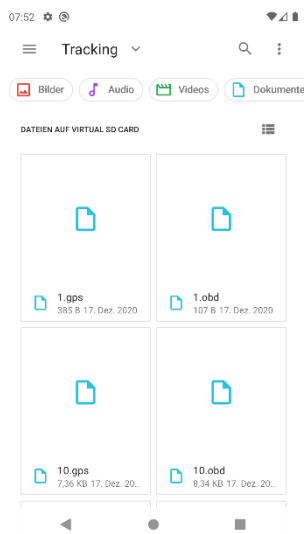 07:52
Tracking
Bilder Audio Videos Dokumente
DATEIEN AUF VIRTUAL SD CARD
1.gps
385 B 17. Dez. 2020
1.obd
107 B 17. Dez. 2020
10.gps
7,36 KB 17. Dez. 20…
10.obd
8,34 KB 17. Dez. 20…